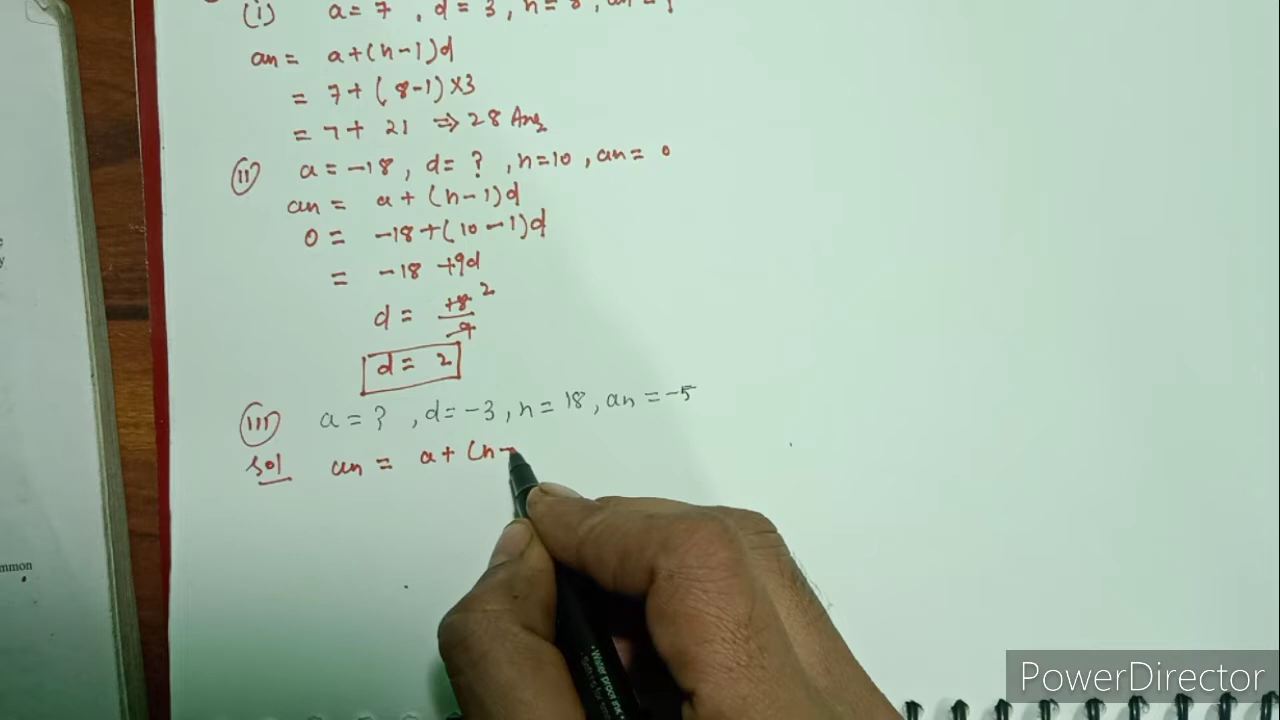 (i) a = 7 , d = 3 , n = 8 , an = ?
an = a+(n-1)d
= 7+(8-1)×3
= 7+ 21 ⇒ 28 Ans
(ii) a = -18 , d = ? , n=10 , an = 0
an = a + (n-1)d
0 = -18+(10-1)d
= -18 +9d
d = +18/9 2
d = 2
(iii) a = ? , d= -3 , n = 18 , an = -5
Sol an = a + (n-
mmon
PowerDirector